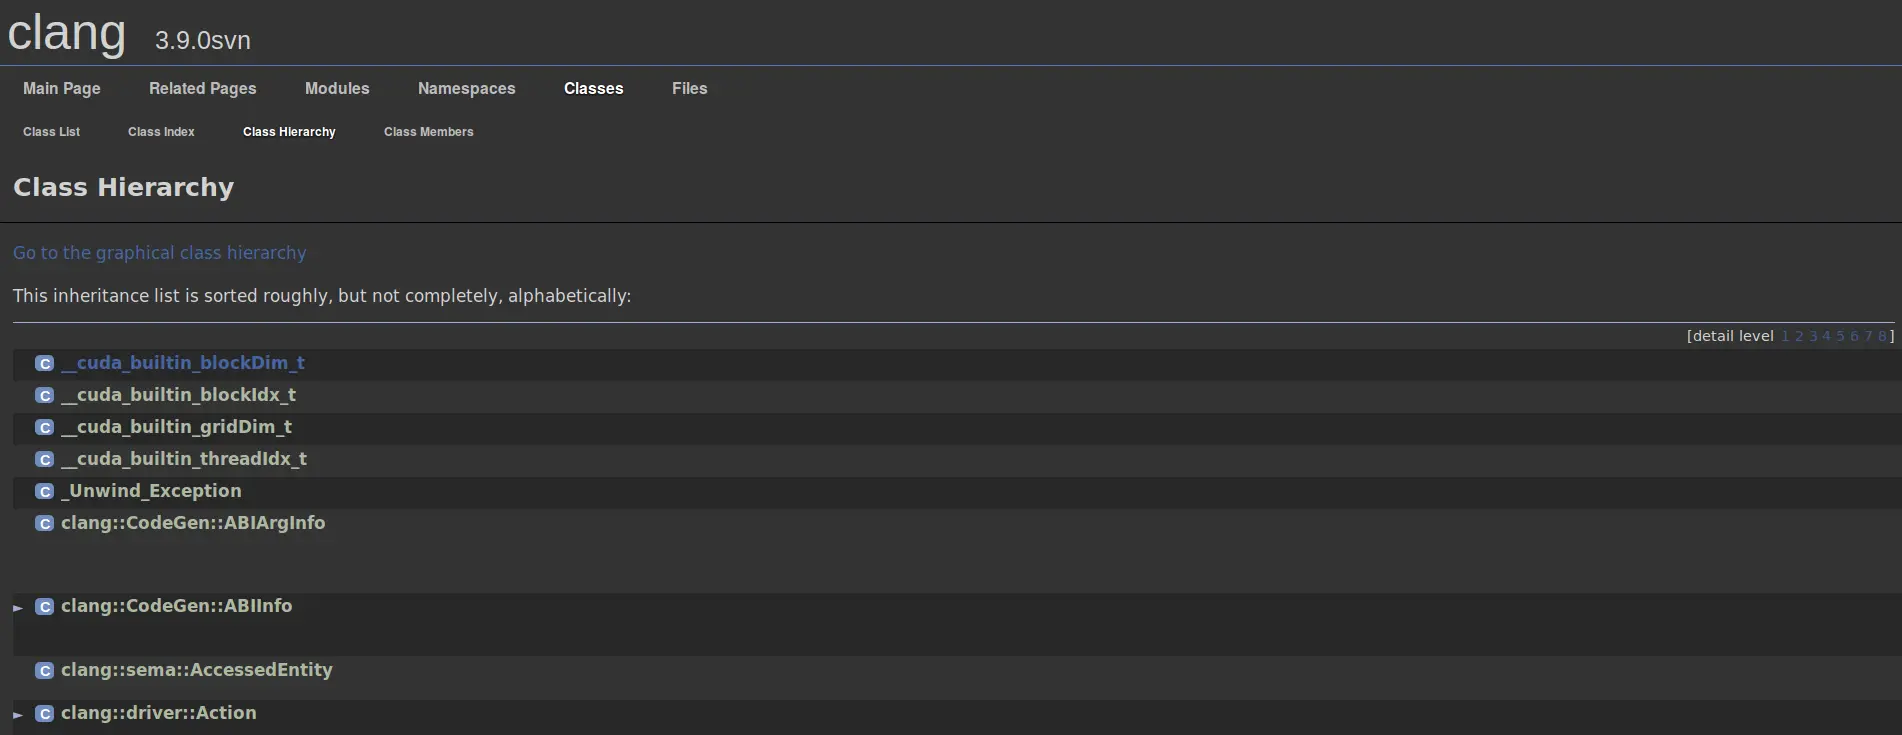 clang 3.9.0svn
Main Page Related Pages Modules Namespaces Classes Files
Class List Class Index Class Hierarchy Class Members
Class Hierarchy
Go to the graphical class hierarchy
This inheritance list is sorted roughly, but not completely, alphabetically:
[detail level 1 2 3 4 5 6 7 8]
C __cuda_builtin_blockDim_t
C __cuda_builtin_blockIdx_t
C __cuda_builtin_gridDim_t
C __cuda_builtin_threadIdx_t
C _Unwind_Exception
C clang::CodeGen::ABIArgInfo
► C clang::CodeGen::ABIInfo
C clang::sema::AccessedEntity
► C clang::driver::Action